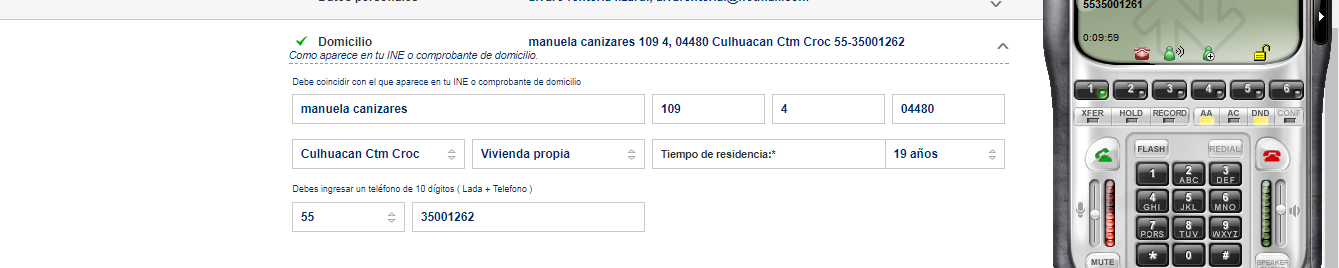 5535001261
Domicilio manuela canizares 109 4, 04480 Culhuacan Ctm Croc 55-35001262
Como aparece en tu INE o comprobante de domicilio.
0:09:59
Debe coincidir con el que aparece en tu INE o comprobante de domicilio
manuela canizares 109 4 04480
1 2 3 4 5 6
XFER HOLD RECORD AA AC DND CONF
Culhuacan Ctm Croc Vivienda propia Tiempo de residencia:* 19 años
FLASH REDIAL
Debes ingresar un teléfono de 10 dígitos ( Lada + Telefono )
55 35001262
1 2 ABC 3 DEF
4 GHI 5 JKL 6 MNO
7 PQRS 8 TUV 9 WXYZ
* 0 #
MUTE SPEAKER